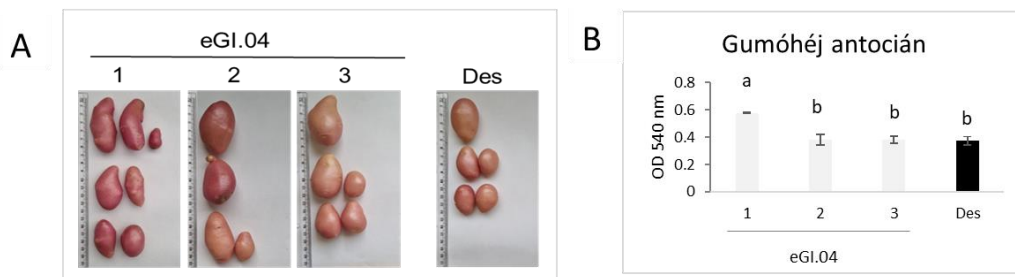 A
eGI.04
1 2 3 Des
B
Gumóhéj antocián
OD 540 nm
0.8
0.6
0.4
0.2
0
a b b b
1 2 3 Des
eGI.04